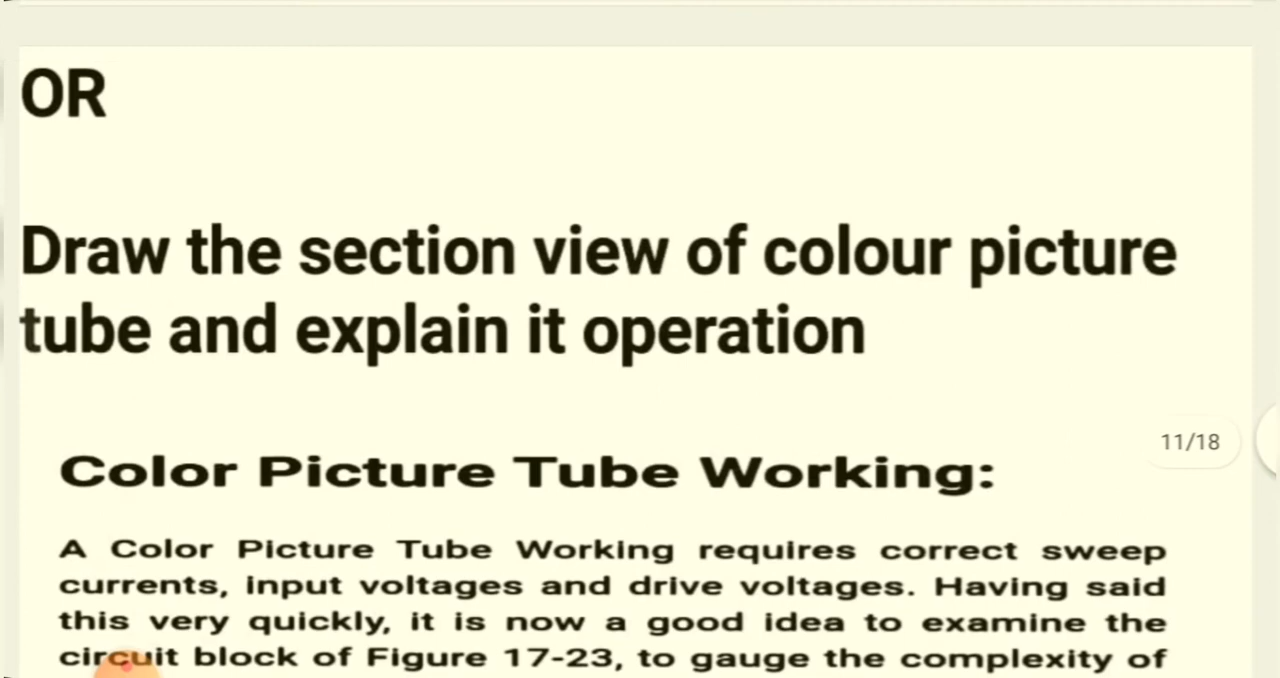 OR
Draw the section view of colour picture
tube and explain it operation
11/18
Color Picture Tube Working:
A Color Picture Tube Working requires correct sweep
currents, input voltages and drive voltages. Having said
this very quickly, it is now a good idea to examine the
circuit block of Figure 17-23, to gauge the complexity of